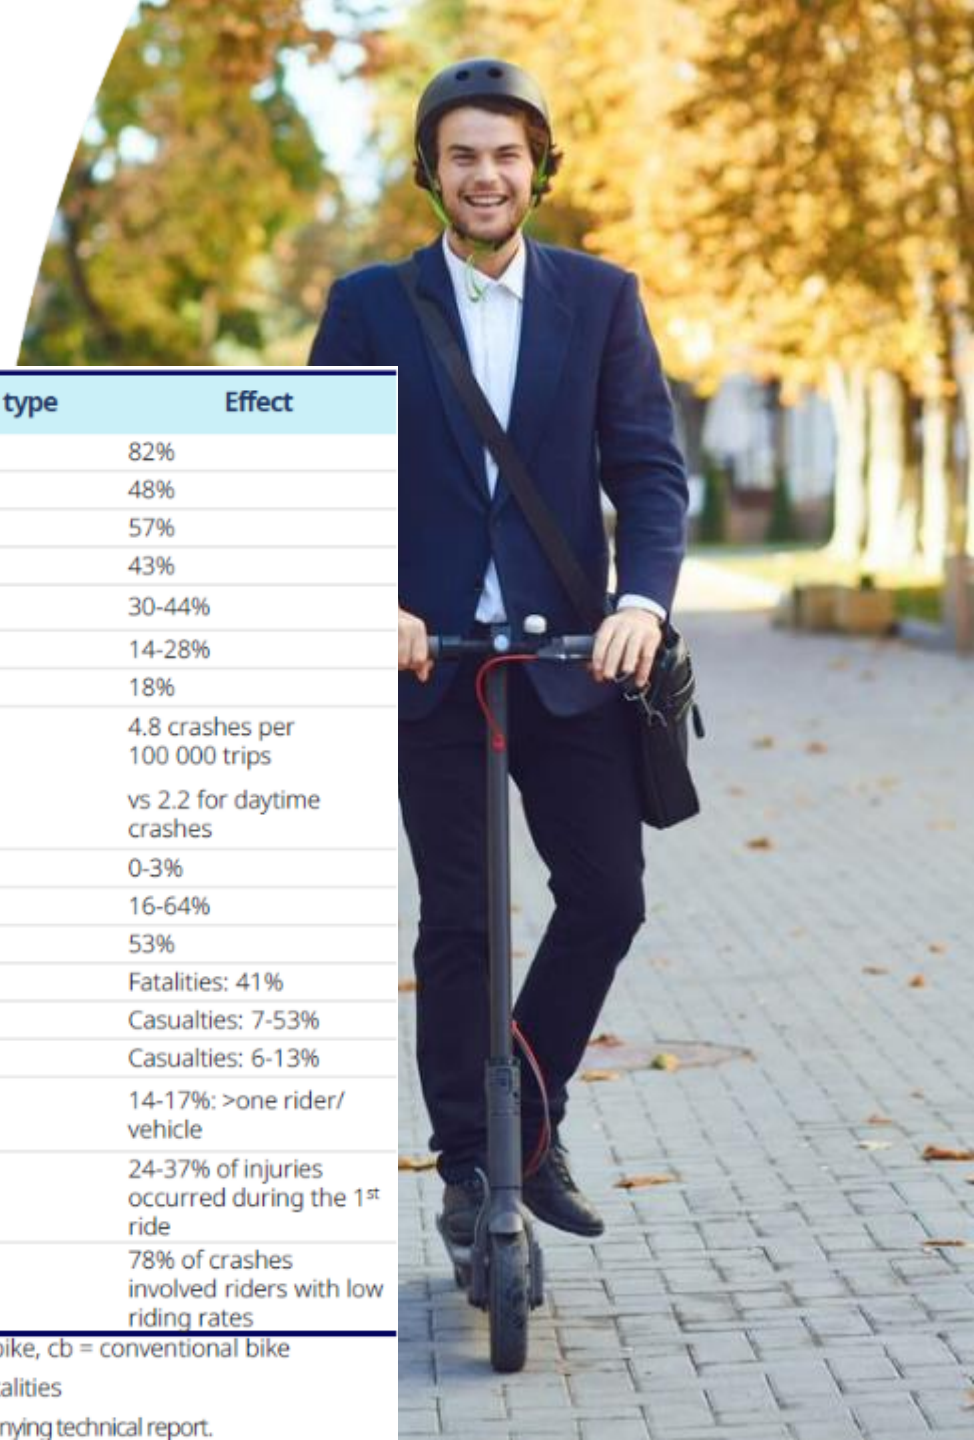 type Effect
82%
48%
57%
43%
30-44%
14-28%
18%
4.8 crashes per
100 000 trips
vs 2.2 for daytime
crashes
0-3%
16-64%
53%
Fatalities: 41%
Casualties: 7-53%
Casualties: 6-13%
14-17%: >one rider/
vehicle
24-37% of injuries
occurred during the 1st
ride
78% of crashes
involved riders with low
riding rates
bike, cb = conventional bike
alities
nying technical report.